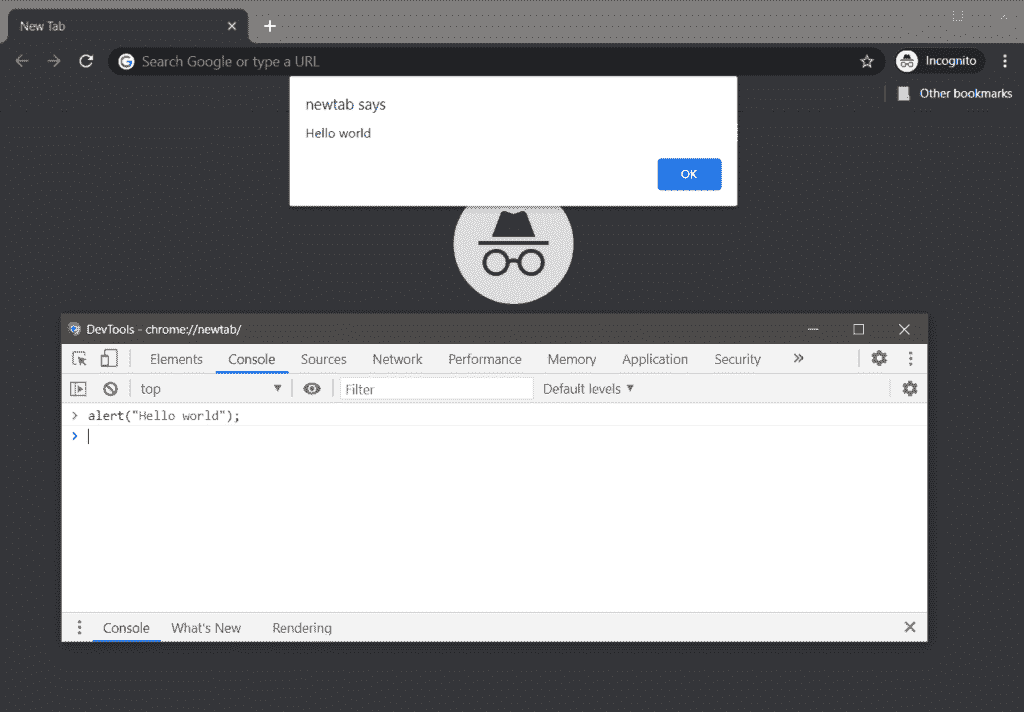 New Tab
Search Google or type a URL
Incognito
Other bookmarks
newtab says
Hello world
OK
DevTools - chrome://newtab/
Elements Console Sources Network Performance Memory Application Security »
top Filter Default levels
> alert("Hello world");
>
Console What's New Rendering